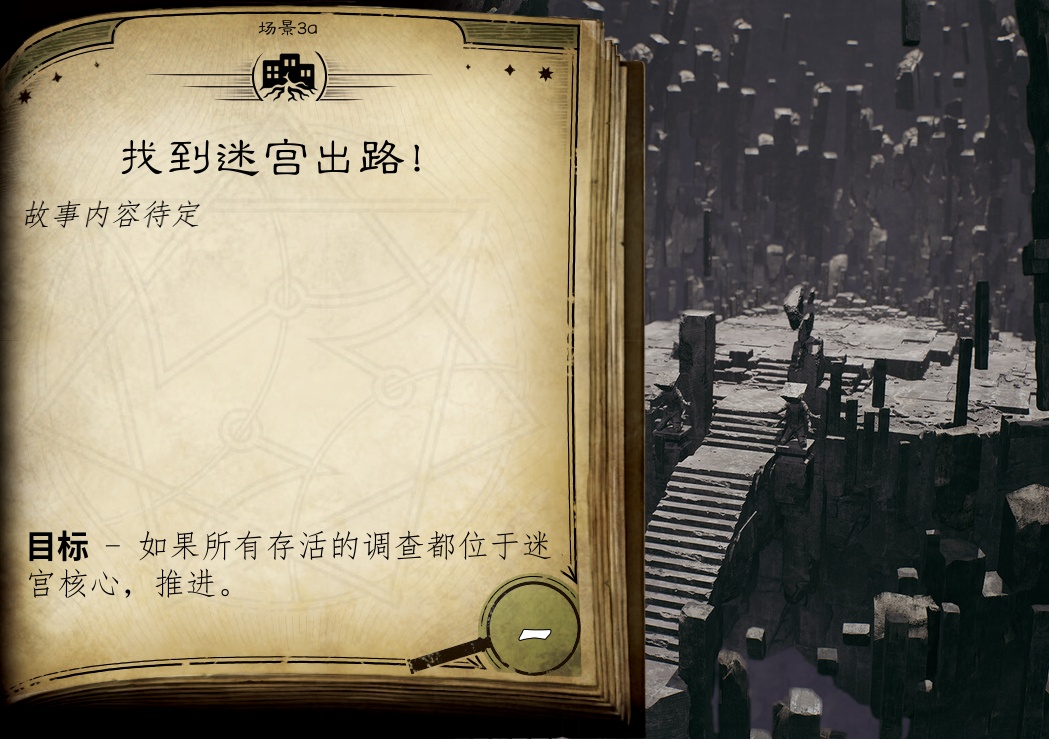 场景3a
找到迷宫出路!
故事内容待定
目标 – 如果所有存活的调查都位于迷
宫核心，推进。
–